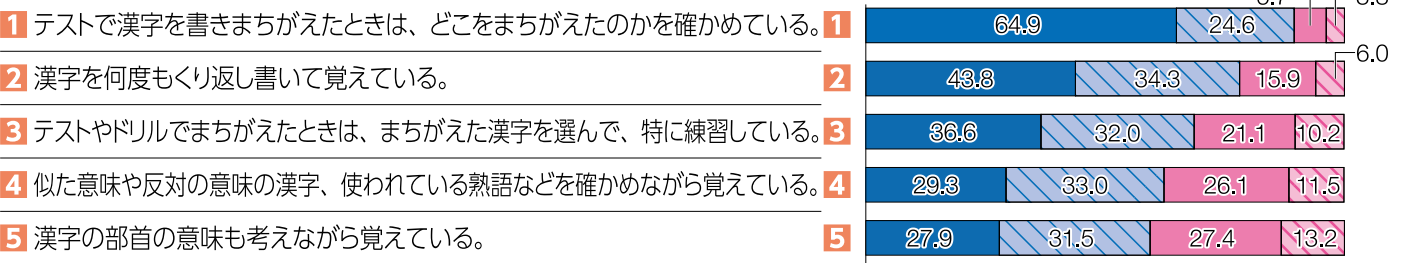 1 テストで漢字を書きまちがえたときは、どこをまちがえたのかを確かめている。 1 64.9 24.6
2 漢字を何度もくり返し書いて覚えている。 2 43.8 34.3 15.9 6.0
3 テストやドリルでまちがえたときは、まちがえた漢字を選んで、特に練習している。 3 36.6 32.0 21.1 10.2
4 似た意味や反対の意味の漢字、使われている熟語などを確かめながら覚えている。 4 29.3 33.0 26.1 11.5
5 漢字の部首の意味も考えながら覚えている。 5 27.9 31.5 27.4 13.2